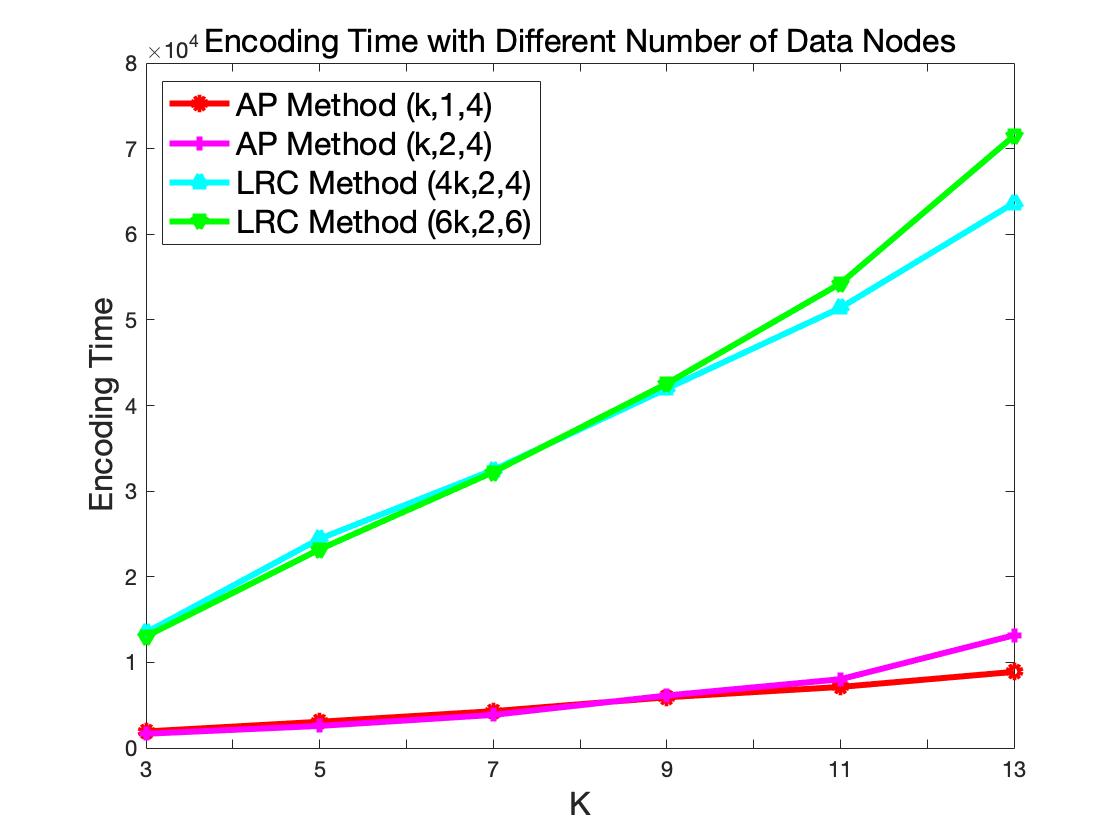 ×10⁴ Encoding Time with Different Number of Data Nodes
AP Method (k,1,4)
AP Method (k,2,4)
LRC Method (4k,2,4)
LRC Method (6k,2,6)
Encoding Time
8
7
6
5
4
3
2
1
0
3 5 7 9 11 13
K